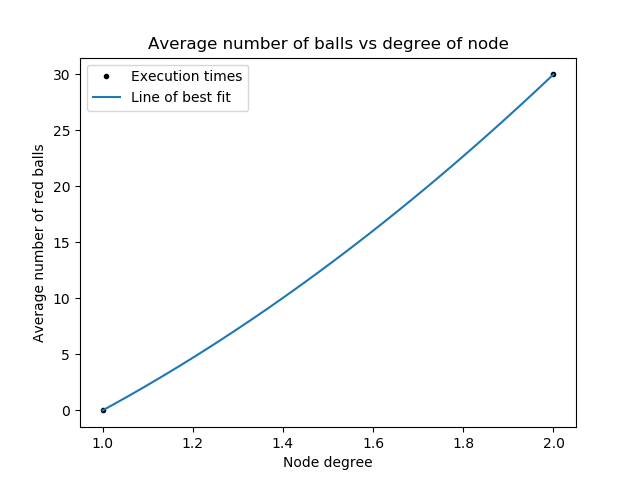 Average number of balls vs degree of node
Execution times
Line of best fit
30
25
20
15
10
5
0
Average number of red balls
1.0 1.2 1.4 1.6 1.8 2.0
Node degree